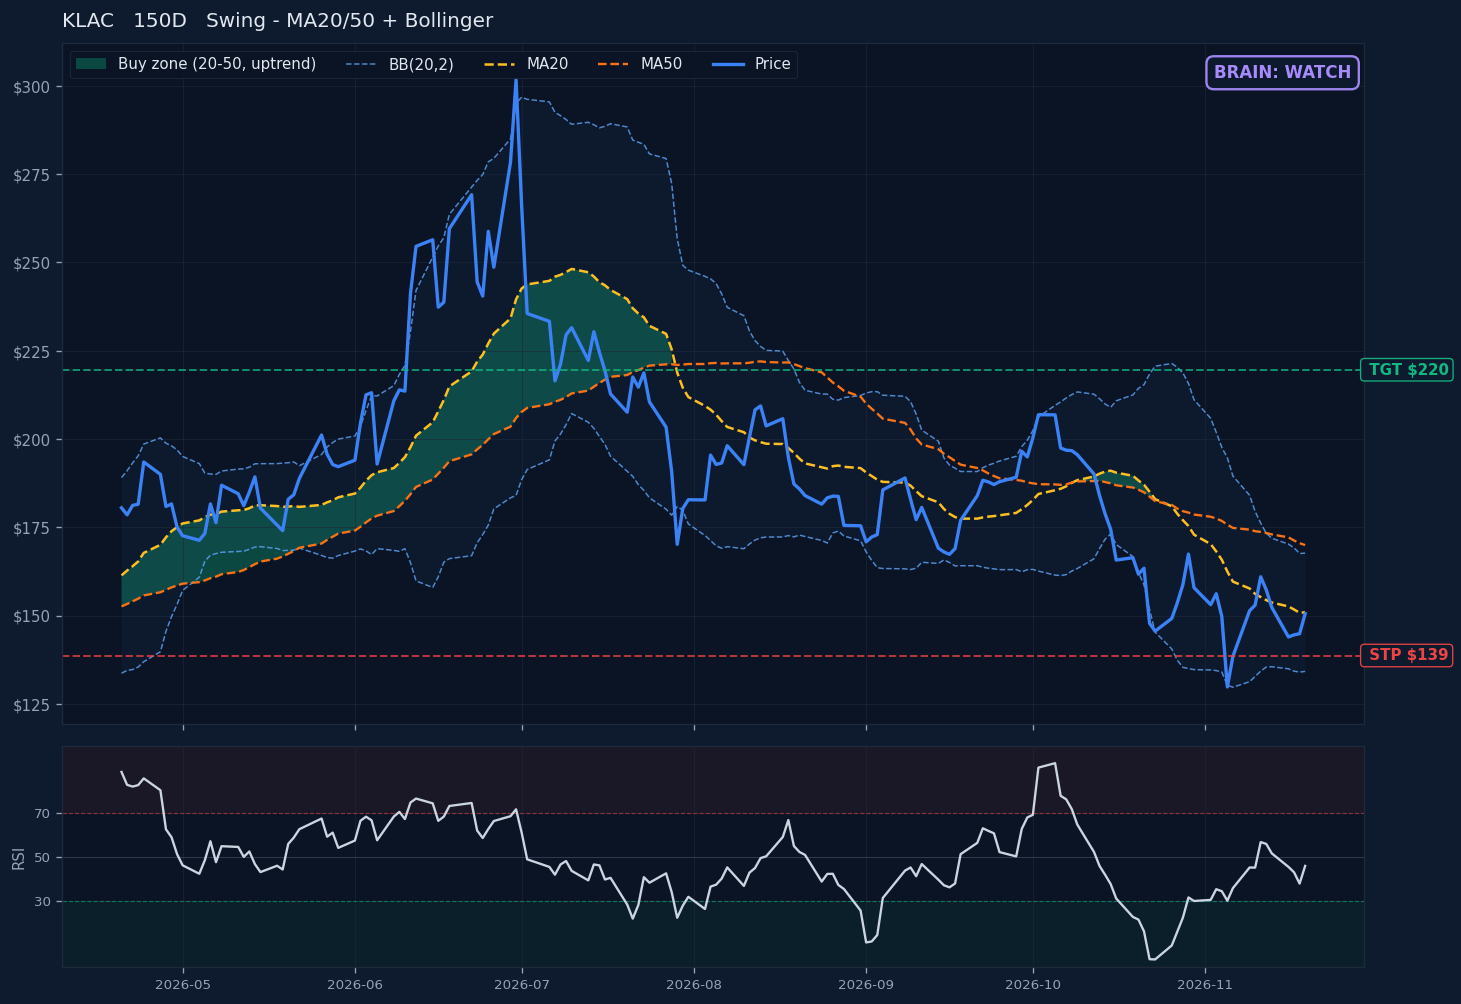 KLAC   150D   Swing - MA20/50 + Bollinger
Buy zone (20-50, uptrend)
BB(20,2)
MA20
MA50
Price
BRAIN: WATCH
$300
$275
$250
$225
$200
$175
$150
$125
TGT $220
STP $139
RSI
70
50
30
2026-05
2026-06
2026-07
2026-08
2026-09
2026-10
2026-11